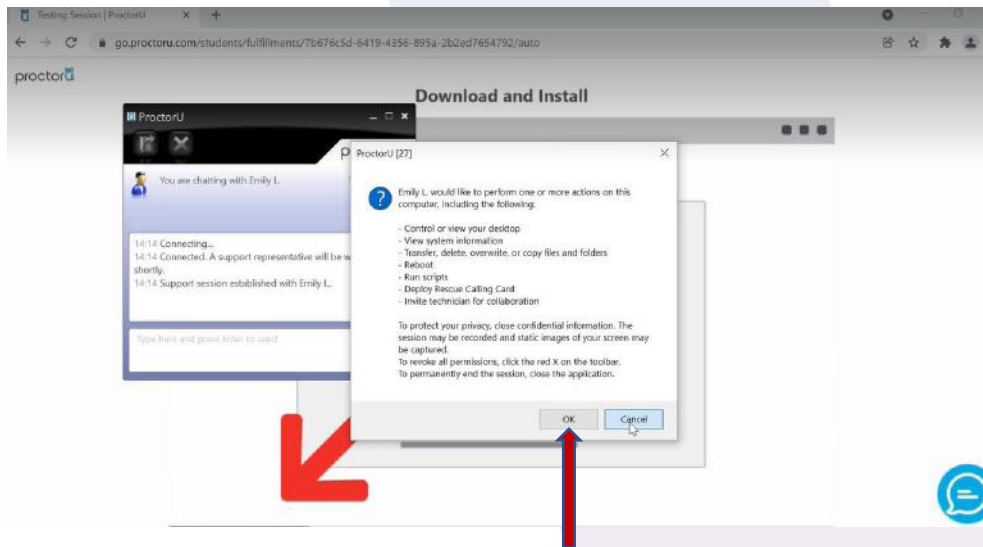 Testing Session | ProctorU
go.proctoru.com/students/fulfillments/7b676c5d-6419-4356-895a-2b2ed7654792/auto
proctorU
Download and Install
ProctorU
You are chatting with Emily L.
14:14 Connecting...
14:14 Connected. A support representative will be w
shortly.
14:14 Support session established with Emily L.
Type here and press Enter to send
ProctorU [27]
Emily L. would like to perform one or more actions on this
computer, including the following:
- Control or view your desktop
- View system information
- Transfer, delete, overwrite, or copy files and folders
- Reboot
- Run scripts
- Deploy Rescue Calling Card
- Invite technician for collaboration
To protect your privacy, close confidential information. The
session may be recorded and static images of your screen may
be captured.
To revoke all permissions, click the red X on the toolbar.
To permanently end the session, close the application.
OK Cancel